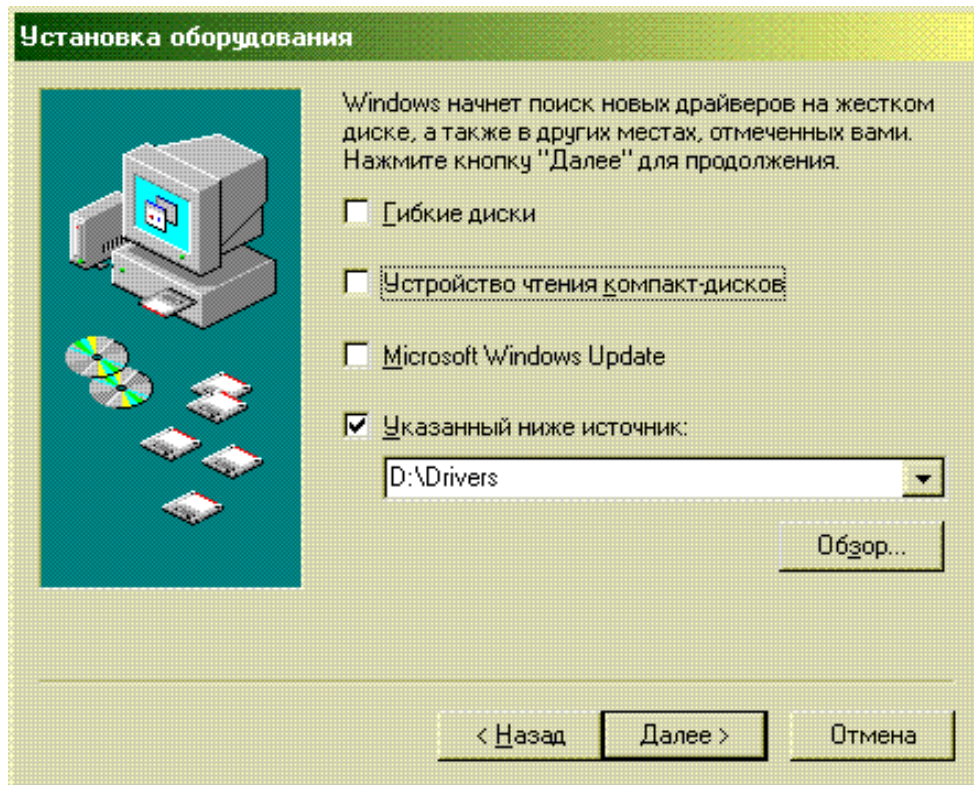 Установка оборудования
Windows начнет поиск новых драйверов на жестком
диске, а также в других местах, отмеченных вами.
Нажмите кнопку "Далее" для продолжения.
Гибкие диски
Устройство чтения компакт-дисков
Microsoft Windows Update
Указанный ниже источник:
D:\Drivers
Обзор...
< Назад
Далее >
Отмена